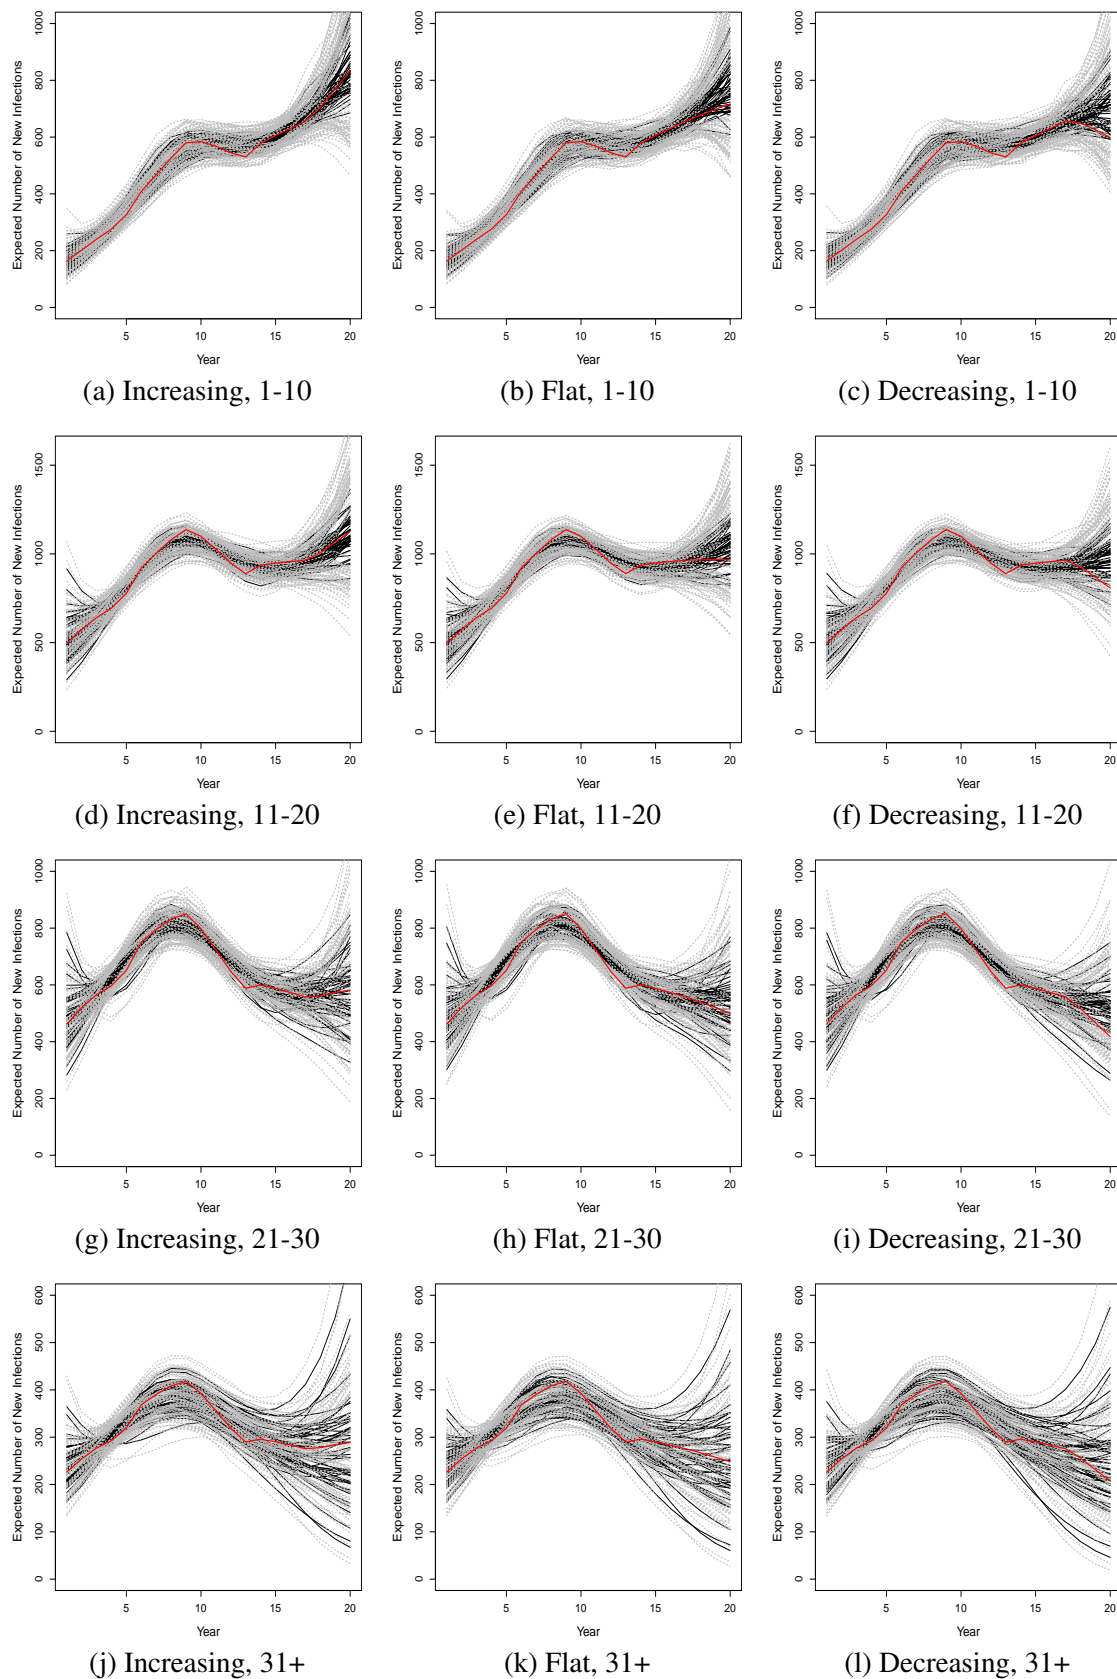 Expected Number of New Infections
0 200 400 600 800 1000
5 10 15 20
Year
(a) Increasing, 1-10
Expected Number of New Infections
0 200 400 600 800 1000
5 10 15 20
Year
(b) Flat, 1-10
Expected Number of New Infections
0 200 400 600 800 1000
5 10 15 20
Year
(c) Decreasing, 1-10
Expected Number of New Infections
0 500 1000 1500
5 10 15 20
Year
(d) Increasing, 11-20
Expected Number of New Infections
0 500 1000 1500
5 10 15 20
Year
(e) Flat, 11-20
Expected Number of New Infections
0 500 1000 1500
5 10 15 20
Year
(f) Decreasing, 11-20
Expected Number of New Infections
0 200 400 600 800 1000
5 10 15 20
Year
(g) Increasing, 21-30
Expected Number of New Infections
0 200 400 600 800 1000
5 10 15 20
Year
(h) Flat, 21-30
Expected Number of New Infections
0 200 400 600 800 1000
5 10 15 20
Year
(i) Decreasing, 21-30
Expected Number of New Infections
0 100 200 300 400 500 600
5 10 15 20
Year
(j) Increasing, 31+
Expected Number of New Infections
0 100 200 300 400 500 600
5 10 15 20
Year
(k) Flat, 31+
Expected Number of New Infections
0 100 200 300 400 500 600
5 10 15 20
Year
(l) Decreasing, 31+